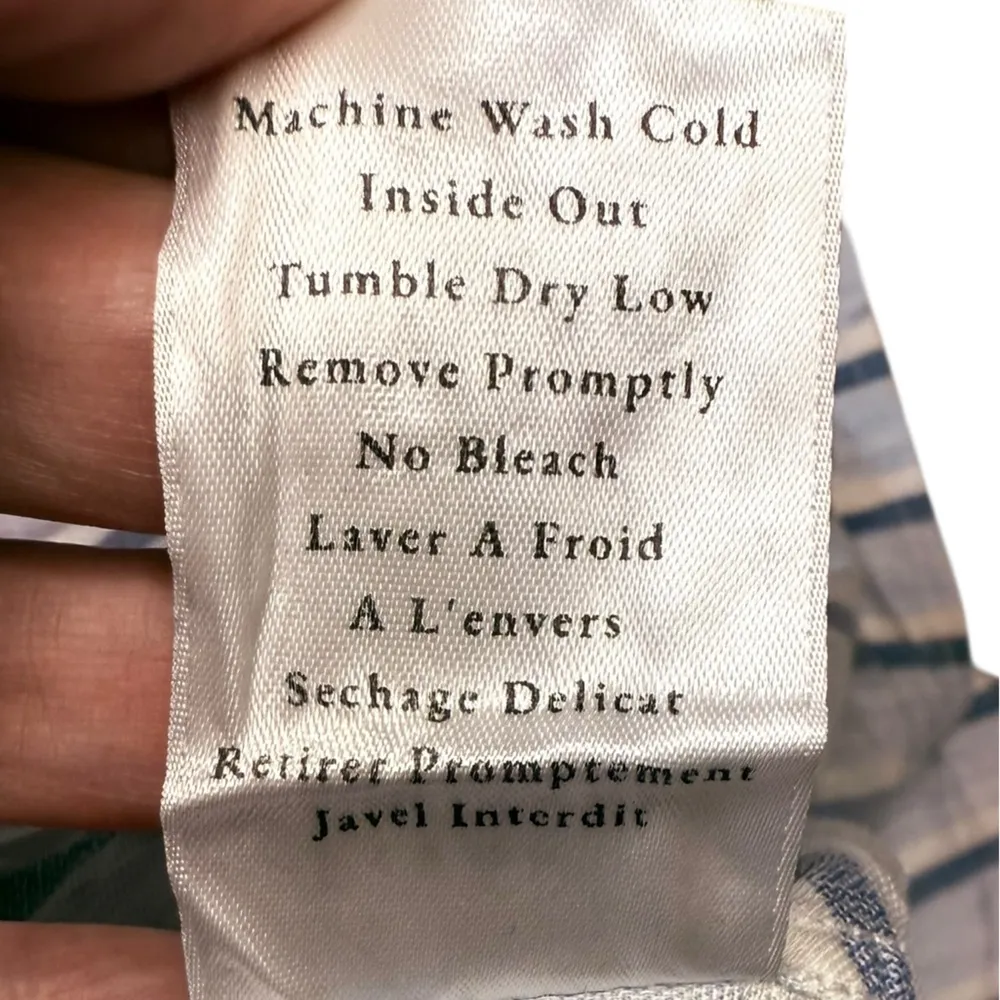 Machine Wash Cold
Inside Out
Tumble Dry Low
Remove Promptly
No Bleach
Laver A Froid
A L'envers
Sechage Delicat
Retirer Promptement
Javel Interdit